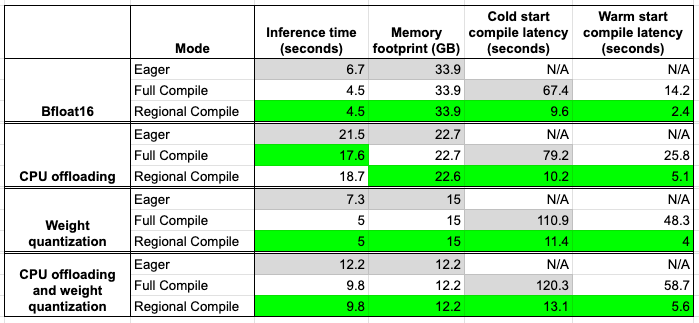 Mode Inference time (seconds) Memory footprint (GB) Cold start compile latency (seconds) Warm start compile latency (seconds)
Bfloat16
Eager 6.7 33.9 N/A N/A
Full Compile 4.5 33.9 67.4 14.2
Regional Compile 4.5 33.9 9.6 2.4
CPU offloading
Eager 21.5 22.7 N/A N/A
Full Compile 17.6 22.7 79.2 25.8
Regional Compile 18.7 22.6 10.2 5.1
Weight quantization
Eager 7.3 15 N/A N/A
Full Compile 5 15 110.9 48.3
Regional Compile 5 15 11.4 4
CPU offloading and weight quantization
Eager 12.2 12.2 N/A N/A
Full Compile 9.8 12.2 120.3 58.7
Regional Compile 9.8 12.2 13.1 5.6